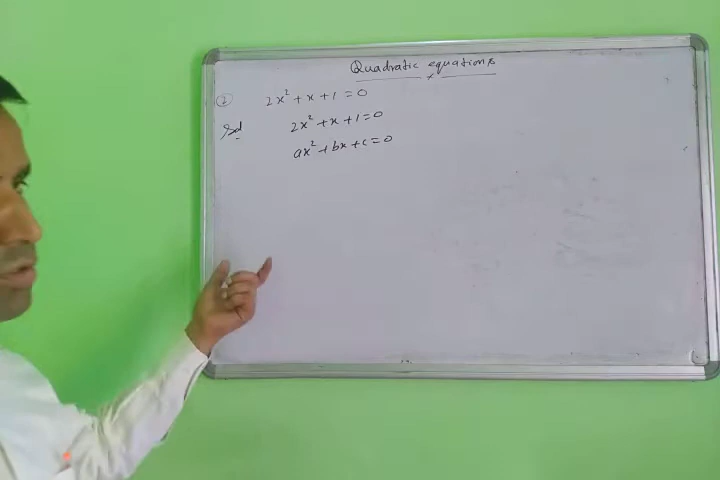 Quadratic equations
② 2x² + x + 1 = 0
Sol 2x² + x + 1 = 0
ax² + bx + c = 0